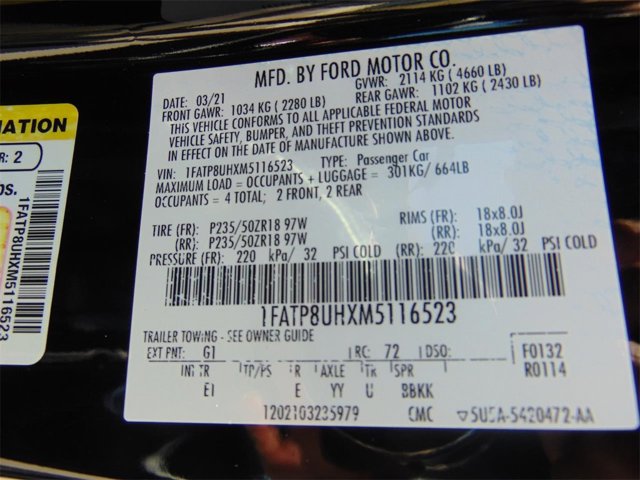 MFD. BY FORD MOTOR CO.
DATE: 03/21 GVWR: 2114 KG ( 4660 LB)
FRONT GAWR: 1034 KG ( 2280 LB) REAR GAWR: 1102 KG ( 2430 LB)
THIS VEHICLE CONFORMS TO ALL APPLICABLE FEDERAL MOTOR
VEHICLE SAFETY, BUMPER, AND THEFT PREVENTION STANDARDS
IN EFFECT ON THE DATE OF MANUFACTURE SHOWN ABOVE.
VIN: 1FATP8UHXM5116523 TYPE: Passenger Car
MAXIMUM LOAD = OCCUPANTS + LUGGAGE = 301KG/ 664LB
OCCUPANTS = 4 TOTAL; 2 FRONT, 2 REAR
TIRE (FR): P235/50ZR18 97W RIMS (FR): 18x8.0J
(RR): P235/50ZR18 97W (RR): 18x8.0J
PRESSURE (FR): 220 kPa/ 32 PSI COLD (RR): 220 kPa/ 32 PSI COLD
1FATP8UHXM5116523
TRAILER TOWING - SEE OWNER GUIDE
EXT PNT: G1 RC: 72 DSO: F0132
INT TR TP/PS R AXLE TR SPR R0114
EI E YY U BBKK
1202103235979 CMC 5U5A-5420472-AA
MATION
R: 2
bs.
1FATP8UHXM5116523